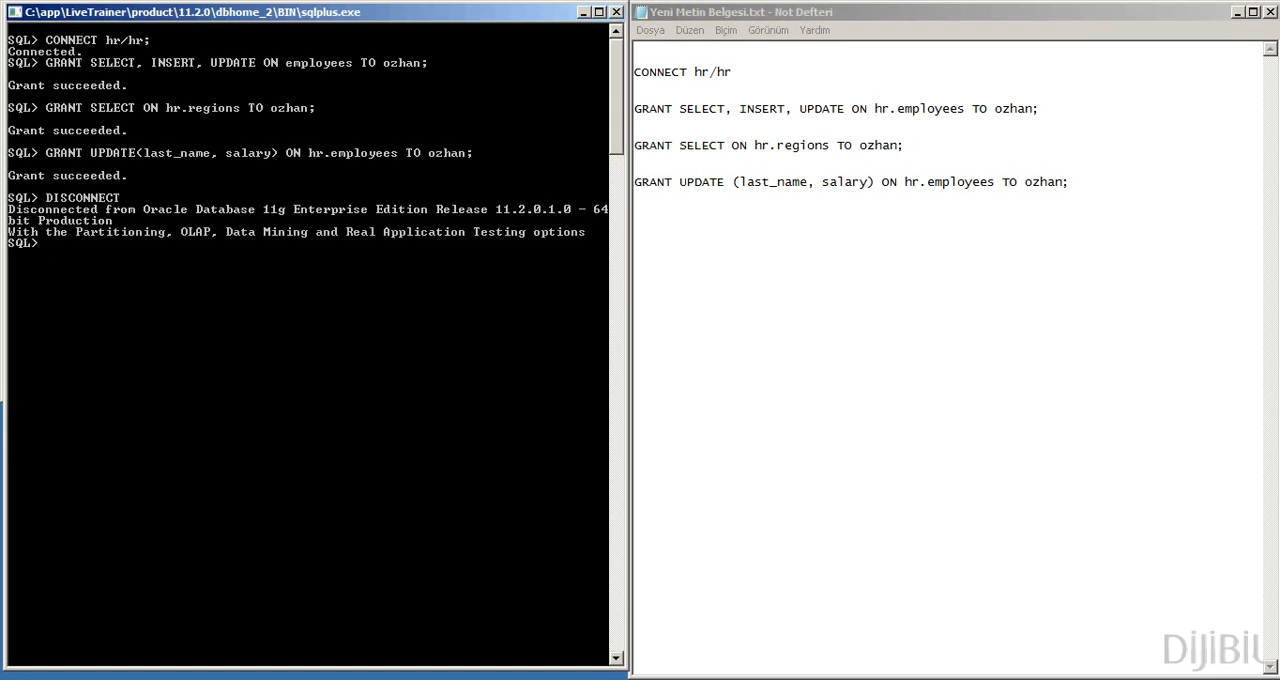 C:\app\LiveTrainer\product\11.2.0\dbhome_2\BIN\sqlplus.exe
SQL> CONNECT hr/hr;
Connected.
SQL> GRANT SELECT, INSERT, UPDATE ON employees TO ozhan;
Grant succeeded.
SQL> GRANT SELECT ON hr.regions TO ozhan;
Grant succeeded.
SQL> GRANT UPDATE(last_name, salary) ON hr.employees TO ozhan;
Grant succeeded.
SQL> DISCONNECT
Disconnected from Oracle Database 11g Enterprise Edition Release 11.2.0.1.0 - 64
bit Production
With the Partitioning, OLAP, Data Mining and Real Application Testing options
SQL>
Yeni Metin Belgesi.txt - Not Defteri
Dosya Düzen Biçim Görünüm Yardım
CONNECT hr/hr
GRANT SELECT, INSERT, UPDATE ON hr.employees TO ozhan;
GRANT SELECT ON hr.regions TO ozhan;
GRANT UPDATE (last_name, salary) ON hr.employees TO ozhan;